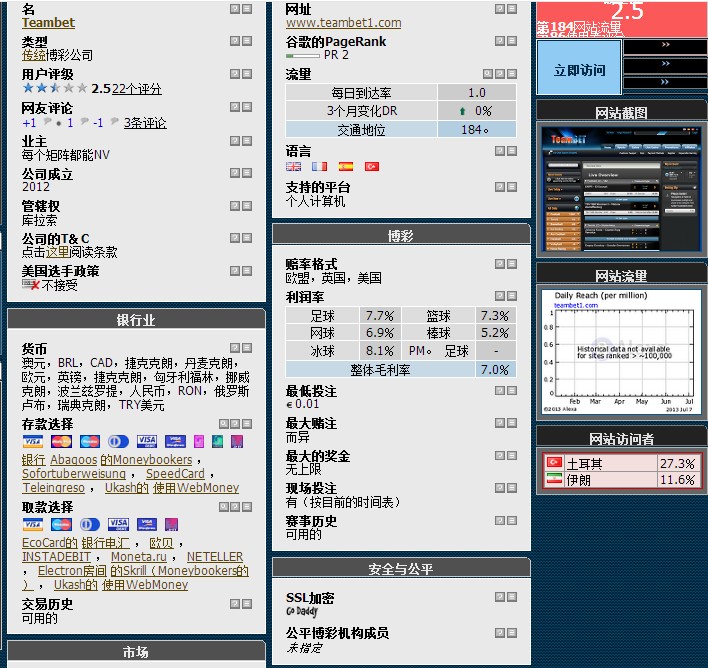 名
Teambet
类型
传统博彩公司
用户评级
2.5 22个评分
网友评论
+1 1 -1 3条评论
业主
每个矩阵都能NV
公司成立
2012
管辖权
库拉索
公司的T& C
点击这里阅读条款
美国选手政策
不接受
银行业
货币
澳元，BRL，CAD，捷克克朗，丹麦克朗，
欧元，英镑，捷克克朗，匈牙利福林，挪威
克朗，波兰兹罗提，人民币，RON，俄罗斯
卢布，瑞典克朗，TRY美元
存款选择
银行 Abaqoos 的Moneybookers ，
Sofortuberweisung ， SpeedCard ，
Teleingreso ， Ukash的 使用WebMoney
取款选择
EcoCard的 银行电汇 ， 欧贝 ，
INSTADEBIT ， Moneta.ru ， NETELLER
， Electron房间 的Skrill（Moneybookers的
） ， Ukash的 使用WebMoney
交易历史
可用的
市场
网址
www.teambet1.com
谷歌的PageRank
PR 2
流量
每日到达率 1.0
3个月变化DR 0%
交通地位 184。
语言
支持的平台
个人计算机
博彩
赔率格式
欧盟，英国，美国
利润率
足球 7.7% 篮球 7.3%
网球 6.9% 棒球 5.2%
冰球 8.1% PM。 足球 -
整体毛利率 7.0%
最低投注
€ 0.01
最大赌注
而异
最大的奖金
无上限
现场投注
有（按目前的时间表）
赛事历史
可用的
安全与公平
SSL加密
Go Daddy
公平博彩机构成员
未指定
2.5
第184网站流量
立即访问
»
»
»
网站截图
TeamBET
Live Overview
网站流量
Daily Reach (per million)
teambet1.com
1
0.8
0.6
0.4
0.2
0
Historical data not available
for sites ranked > ~100,000
Feb Mar Apr May Jun Jul
©2013 Alexa 2013 Jul 7
网站访问者
土耳其 27.3%
伊朗 11.6%